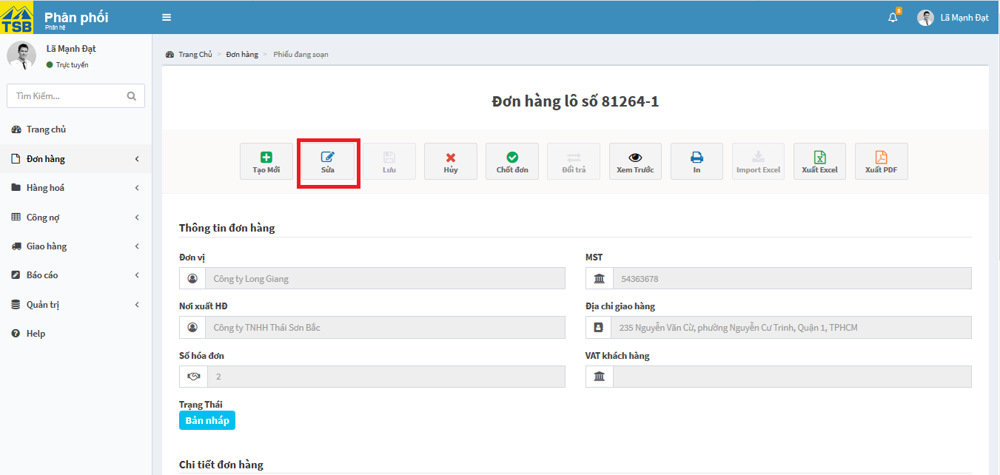 TSB
Phân phối
Phân hệ
5
Lã Mạnh Đạt
Lã Mạnh Đạt
Trực tuyến
Tìm Kiếm...
Trang chủ
Đơn hàng
Hàng hoá
Công nợ
Giao hàng
Báo cáo
Quản trị
Help
Trang Chủ > Đơn hàng > Phiếu đang soạn
Đơn hàng lô số 81264-1
Tạo Mới
Sửa
Lưu
Hủy
Chốt đơn
Đổi trả
Xem Trước
In
Import Excel
Xuất Excel
Xuất PDF
Thông tin đơn hàng
Đơn vị
Công ty Long Giang
MST
54363678
Nơi xuất HĐ
Công ty TNHH Thái Sơn Bắc
Địa chỉ giao hàng
235 Nguyễn Văn Cừ, phường Nguyễn Cư Trinh, Quận 1, TPHCM
Số hóa đơn
2
VAT khách hàng
Trạng Thái
Bản nháp
Chi tiết đơn hàng